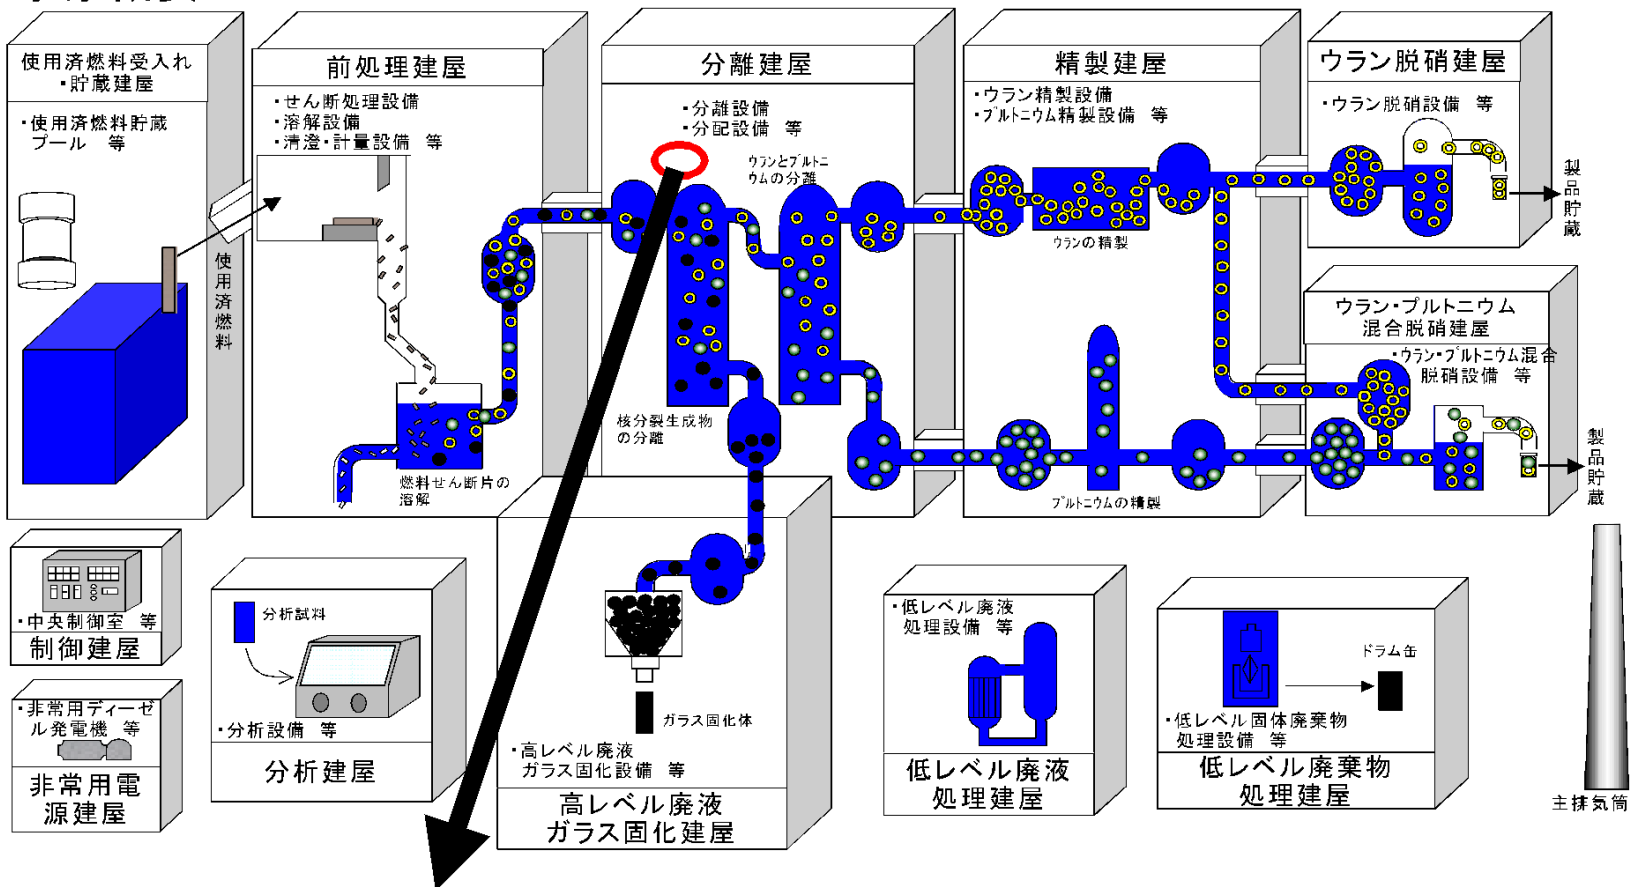 使用済燃料受入れ
・貯蔵建屋
・使用済燃料貯蔵
プール 等
使用済燃料
前処理建屋
・せん断処理設備
・溶解設備
・清澄・計量設備 等
燃料せん断片の
溶解
分離建屋
・分離設備
・分配設備 等
ウランとプルトニ
ウムの分離
核分裂生成物
の分離
精製建屋
・ウラン精製設備
・プルトニウム精製設備 等
ウランの精製
プルトニウムの精製
ウラン脱硝建屋
・ウラン脱硝設備 等
製品貯蔵
ウラン・プルトニウム
混合脱硝建屋
・ウラン・プルトニウム混合
脱硝設備 等
製品貯蔵
・中央制御室 等
制御建屋
・非常用ディーゼ
ル発電機 等
非常用電
源建屋
分析試料
・分析設備 等
分析建屋
ガラス固化体
・高レベル廃液
ガラス固化設備 等
高レベル廃液
ガラス固化建屋
・低レベル廃液
処理設備 等
低レベル廃液
処理建屋
ドラム缶
・低レベル固体廃棄物
処理設備 等
低レベル廃棄物
処理建屋
主排気筒